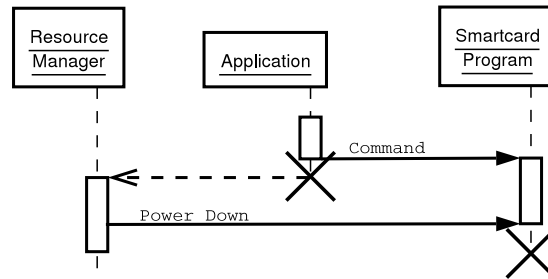 Resource
Manager
Application
Smartcard
Program
Command
Power Down